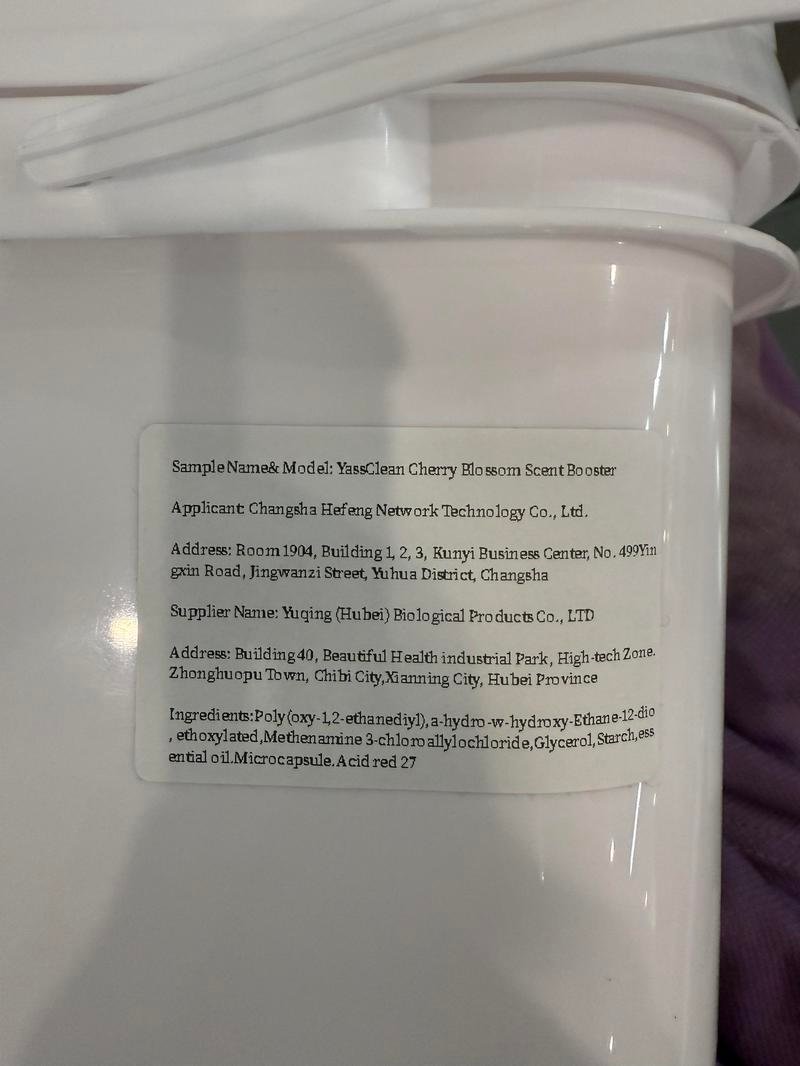 Sample Name& Model: YassClean Cherry Blossom Scent Booster
Applicant: Changsha Hefeng Network Technology Co., Ltd.
Address: Room 1904, Building 1, 2, 3, Kunyi Business Center, No. 499Yin
gxin Road, Jingwanzi Street, Yuhua District, Changsha
Supplier Name: Yuqing (Hubei) Biological Products Co., LTD
Address: Building 40, Beautiful Health industrial Park, High-tech Zone.
Zhonghuopu Town, Chibi City,Xianning City, Hubei Province
Ingredients:Poly(oxy-1,2-ethanediyl),a-hydro-w-hydroxy-Ethane-12-dio
, ethoxylated,Methenamine 3-chloroallylochloride,Glycerol,Starch,ess
ential oil.Microcapsule.Acid red 27